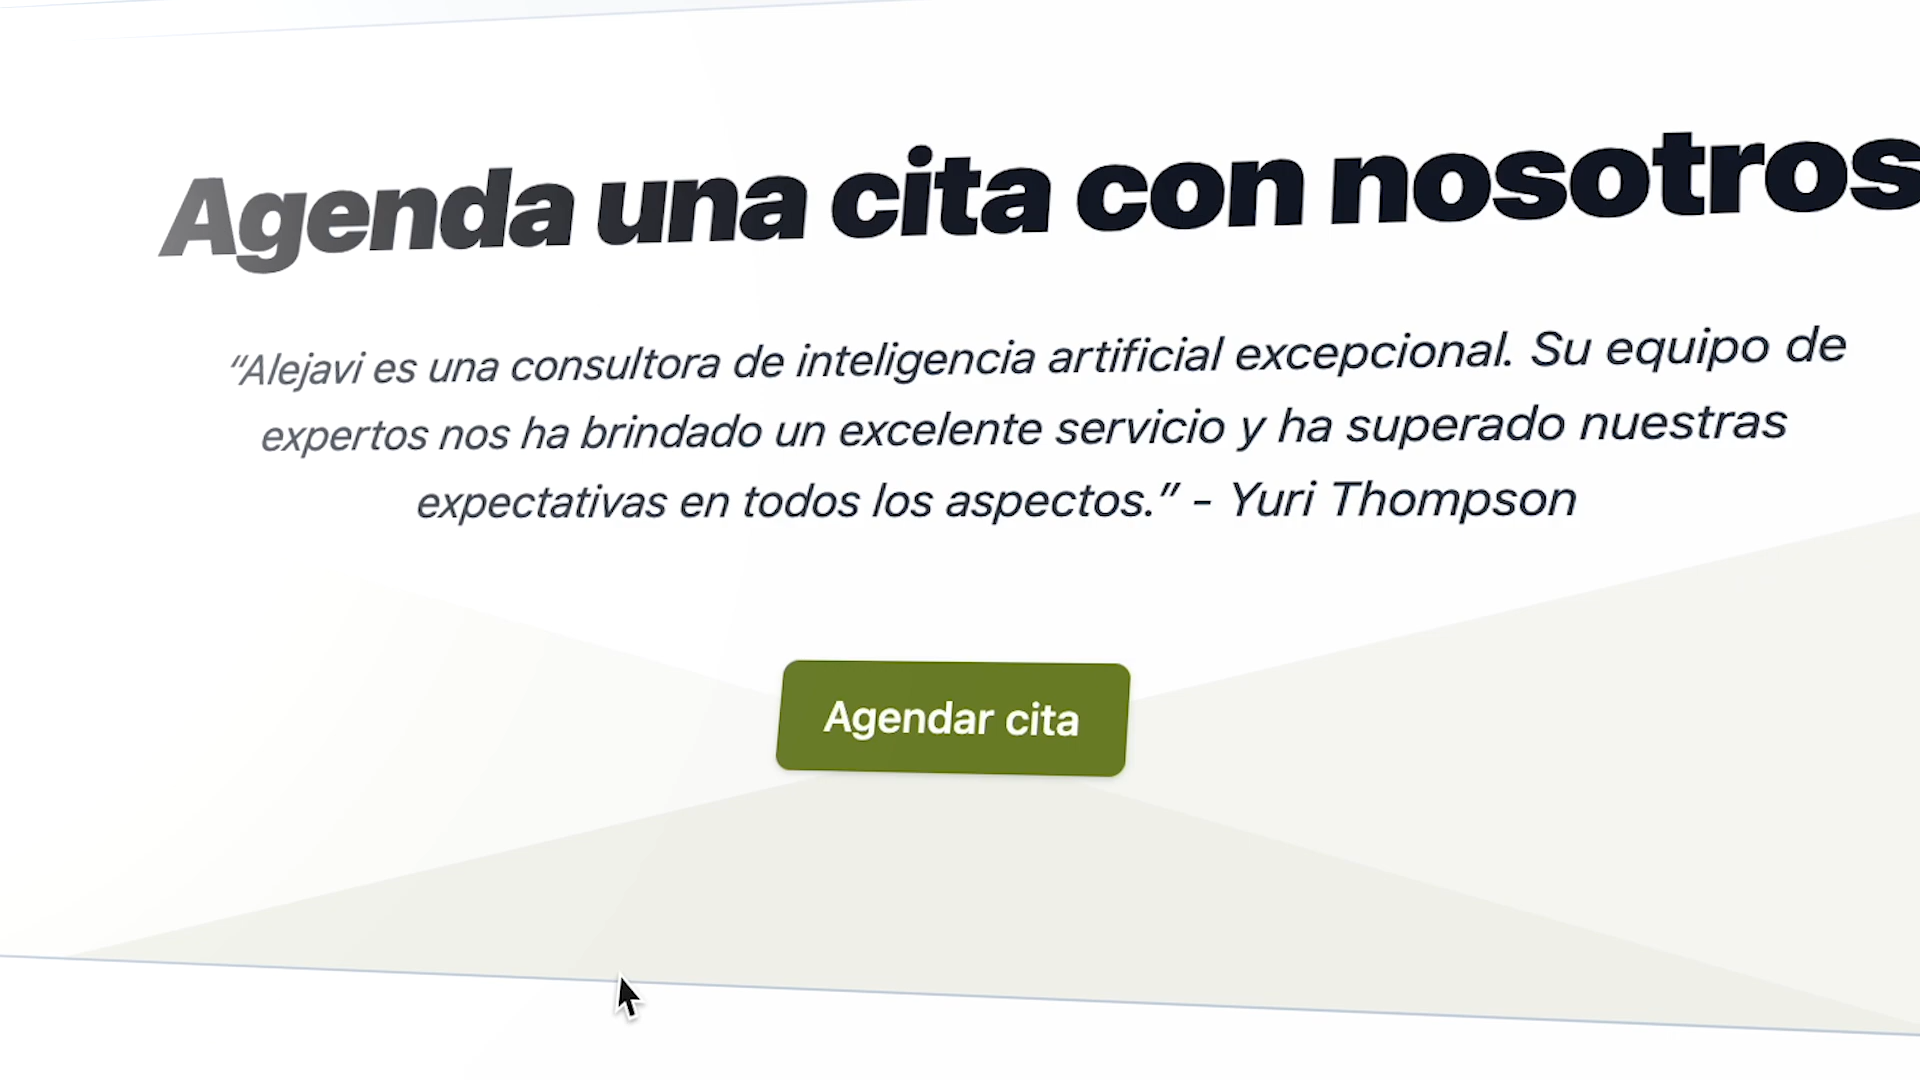 Agenda una cita con nosotros
“Alejavi es una consultora de inteligencia artificial excepcional. Su equipo de
expertos nos ha brindado un excelente servicio y ha superado nuestras
expectativas en todos los aspectos.” - Yuri Thompson
Agendar cita